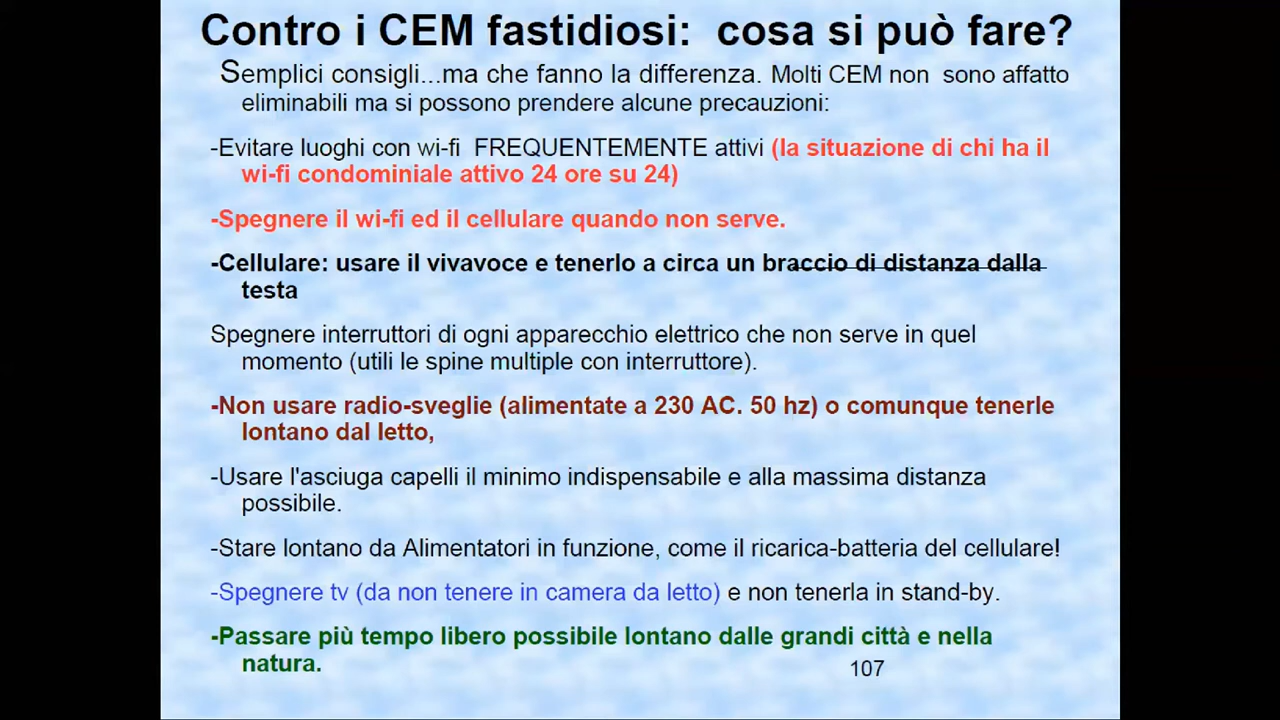 Contro i CEM fastidiosi:  cosa si può fare?
Semplici consigli...ma che fanno la differenza. Molti CEM non  sono affatto
eliminabili ma si possono prendere alcune precauzioni:
-Evitare luoghi con wi-fi  FREQUENTEMENTE attivi (la situazione di chi ha il
wi-fi condominiale attivo 24 ore su 24)
-Spegnere il wi-fi ed il cellulare quando non serve.
-Cellulare: usare il vivavoce e tenerlo a circa un braccio di distanza dalla
testa
Spegnere interruttori di ogni apparecchio elettrico che non serve in quel
momento (utili le spine multiple con interruttore).
-Non usare radio-sveglie (alimentate a 230 AC. 50 hz) o comunque tenerle
lontano dal letto,
-Usare l'asciuga capelli il minimo indispensabile e alla massima distanza
possibile.
-Stare lontano da Alimentatori in funzione, come il ricarica-batteria del cellulare!
-Spegnere tv (da non tenere in camera da letto) e non tenerla in stand-by.
-Passare più tempo libero possibile lontano dalle grandi città e nella
natura.
107